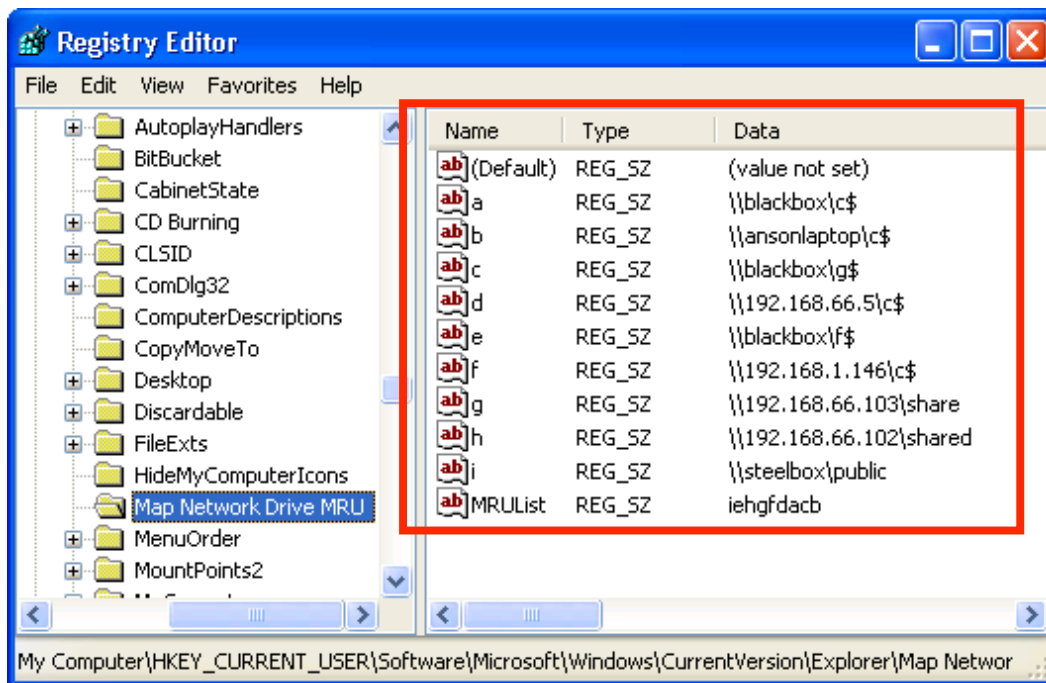 Registry Editor
File Edit View Favorites Help
AutoplayHandlers
BitBucket
CabinetState
CD Burning
CLSID
ComDlg32
ComputerDescriptions
CopyMoveTo
Desktop
Discardable
FileExts
HideMyComputerIcons
Map Network Drive MRU
MenuOrder
MountPoints2
Name Type Data
(Default) REG_SZ (value not set)
a REG_SZ \\blackbox\c$
b REG_SZ \\ansonlaptop\c$
c REG_SZ \\blackbox\g$
d REG_SZ \\192.168.66.5\c$
e REG_SZ \\blackbox\f$
f REG_SZ \\192.168.1.146\c$
g REG_SZ \\192.168.66.103\share
h REG_SZ \\192.168.66.102\shared
i REG_SZ \\steelbox\public
MRUList REG_SZ iehgfdacb
My Computer\HKEY_CURRENT_USER\Software\Microsoft\Windows\CurrentVersion\Explorer\Map Networ